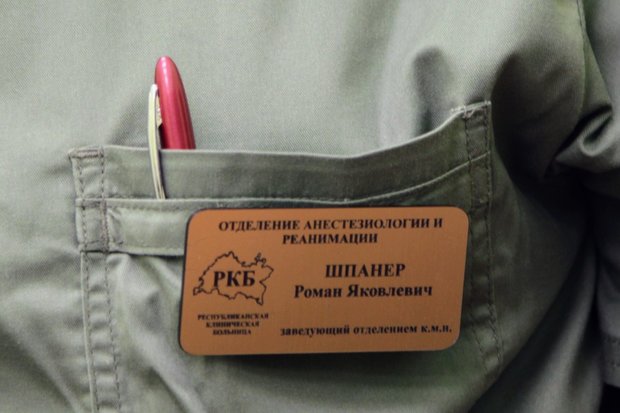 ОТДЕЛЕНИЕ АНЕСТЕЗИОЛОГИИ И
РЕАНИМАЦИИ
РКБ
РЕСПУБЛИКАНСКАЯ
КЛИНИЧЕСКАЯ
БОЛЬНИЦА
ШПАНЕР
Роман Яковлевич
заведующий отделением к.м.н.